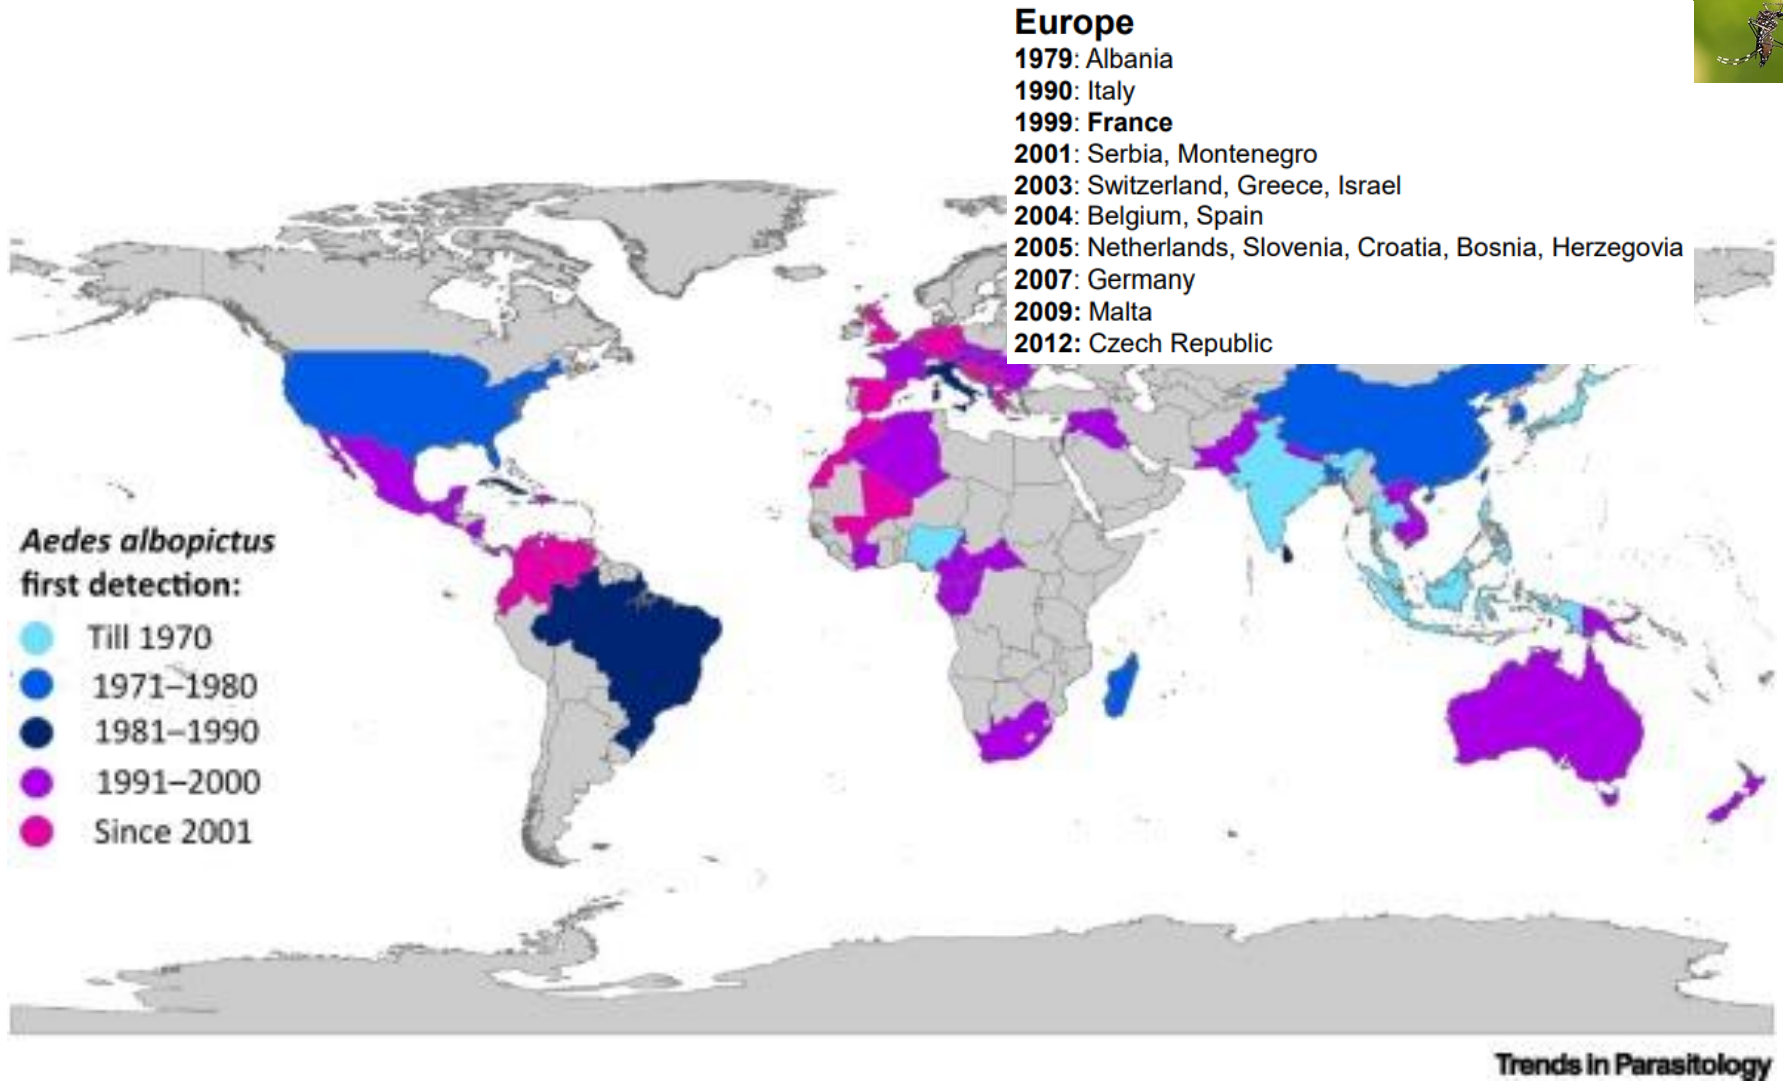 Europe
1979: Albania
1990: Italy
1999: France
2001: Serbia, Montenegro
2003: Switzerland, Greece, Israel
2004: Belgium, Spain
2005: Netherlands, Slovenia, Croatia, Bosnia, Herzegovia
2007: Germany
2009: Malta
2012: Czech Republic
Aedes albopictus
first detection:
Till 1970
1971–1980
1981–1990
1991–2000
Since 2001
Trends in Parasitology